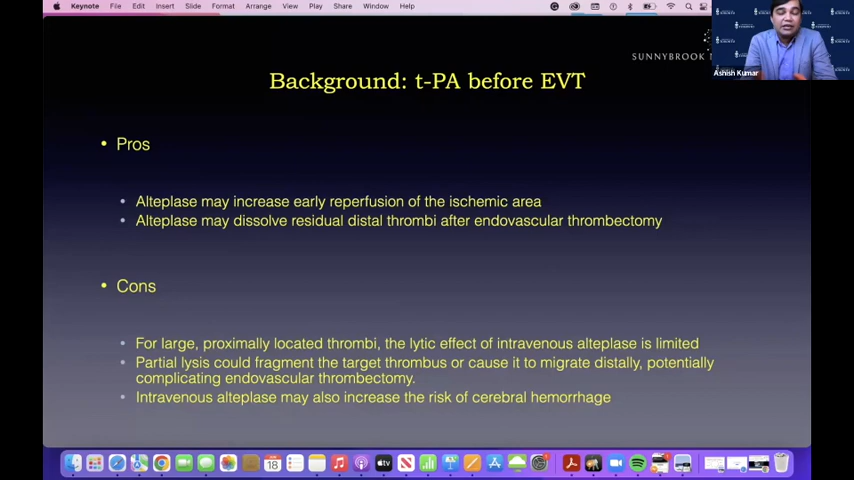 Keynote File Edit Insert Slide Format Arrange View Play Share Window Help
SUNNYBROOK
Ashish Kumar
Background: t-PA before EVT
• Pros
• Alteplase may increase early reperfusion of the ischemic area
• Alteplase may dissolve residual distal thrombi after endovascular thrombectomy
• Cons
• For large, proximally located thrombi, the lytic effect of intravenous alteplase is limited
• Partial lysis could fragment the target thrombus or cause it to migrate distally, potentially
complicating endovascular thrombectomy.
• Intravenous alteplase may also increase the risk of cerebral hemorrhage
tv
18